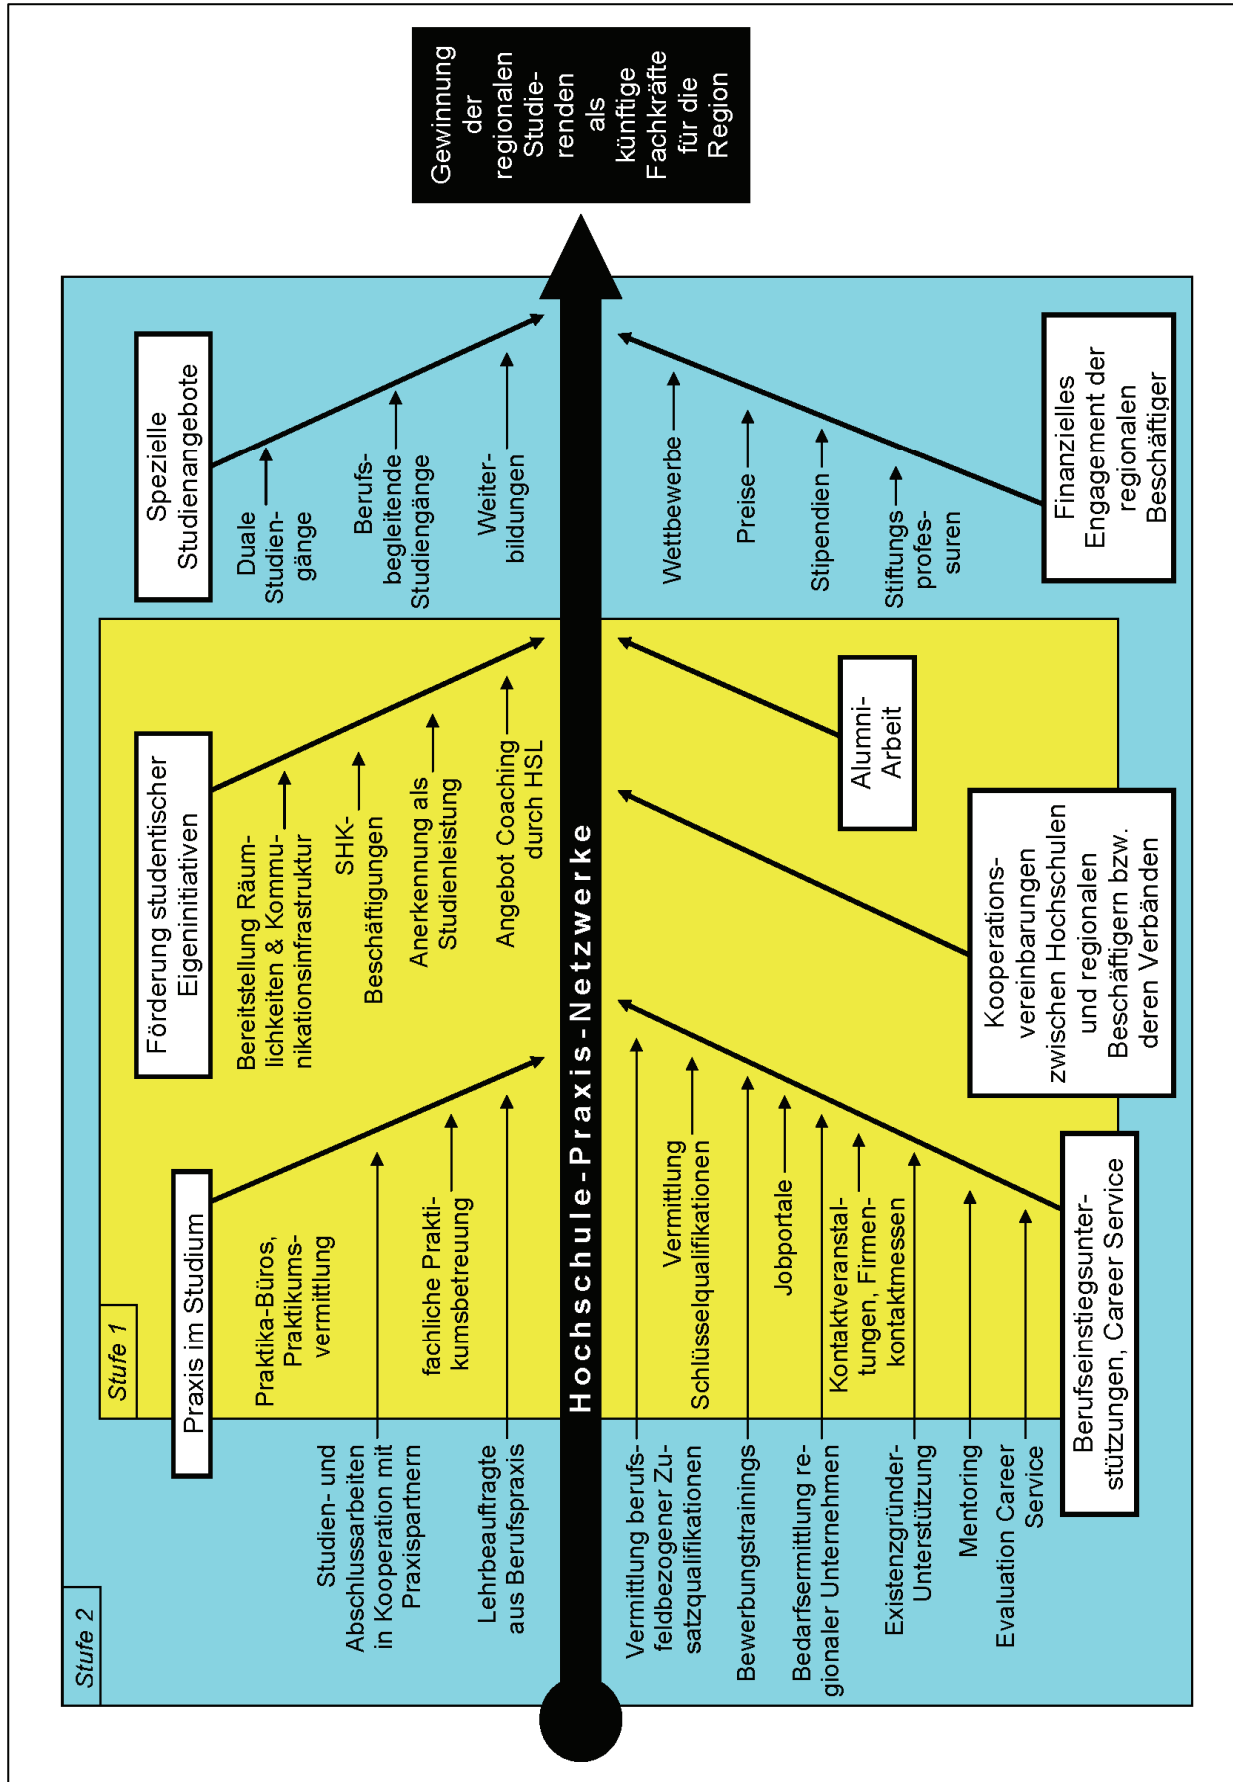 Stufe 2
Stufe 1
Praxis im Studium
Praktika-Büros,
Praktikums-
vermittlung
Studien- und
Abschlussarbeiten
in Kooperation mit
Praxispartnern
fachliche Prakti-
kumsbetreuung
Lehrbeauftragte
aus Berufspraxis
Förderung studentischer
Eigeninitiativen
Bereitstellung Räum-
lichkeiten & Kommu-
nikationsinfrastruktur
SHK-
Beschäftigungen
Anerkennung als
Studienleistung
Angebot Coaching
durch HSL
Spezielle
Studienangebote
Duale
Studien-
gänge
Berufs-
begleitende
Studiengänge
Weiter-
bildungen
Hochschule-Praxis-Netzwerke
Gewinnung
der
regionalen
Studie-
renden
als
künftige
Fachkräfte
für die
Region
Vermittlung berufs-
feldbezogener Zu-
satzqualifikationen
Vermittlung
Schlüsselqualifikationen
Bewerbungstrainings
Jobportale
Bedarfsermittlung re-
gionaler Unternehmen
Kontaktveranstal-
tungen, Firmen-
kontaktmessen
Existenzgründer-
Unterstützung
Mentoring
Evaluation Career
Service
Berufseinstiegsunter-
stützungen, Career Service
Kooperations-
vereinbarungen
zwischen Hochschulen
und regionalen
Beschäftigern bzw.
deren Verbänden
Alumni-
Arbeit
Wettbewerbe
Preise
Stipendien
Stiftungs
profes-
suren
Finanzielles
Engagement der
regionalen
Beschäftiger